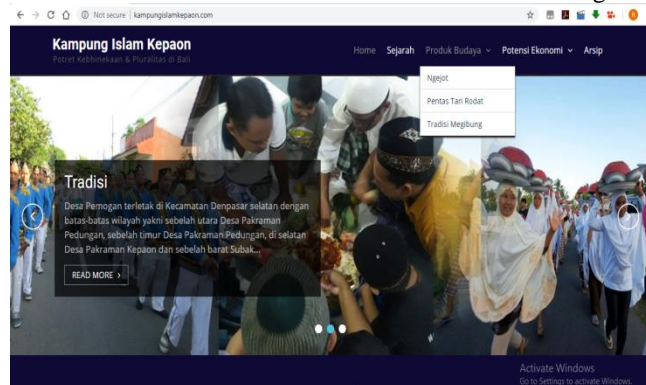 Not secure | kampungislamkepaon.com
Kampung Islam Kepaon
Potret Kebhinekaan & Pluralitas di Bali
Home Sejarah Produk Budaya Potensi Ekonomi Arsip
Ngejot
Pentas Tari Rodat
Tradisi Megibung
Tradisi
Desa Pemogan terletak di Kecamatan Denpasar selatan dengan
batas-batas wilayah yakni sebelah utara Desa Pakraman
Pedungan, sebelah timur Desa Pakraman Pedungan, di selatan
Desa Pakraman Kepaon dan sebelah barat Subak...
READ MORE >
Activate Windows
Go to Settings to activate Windows.